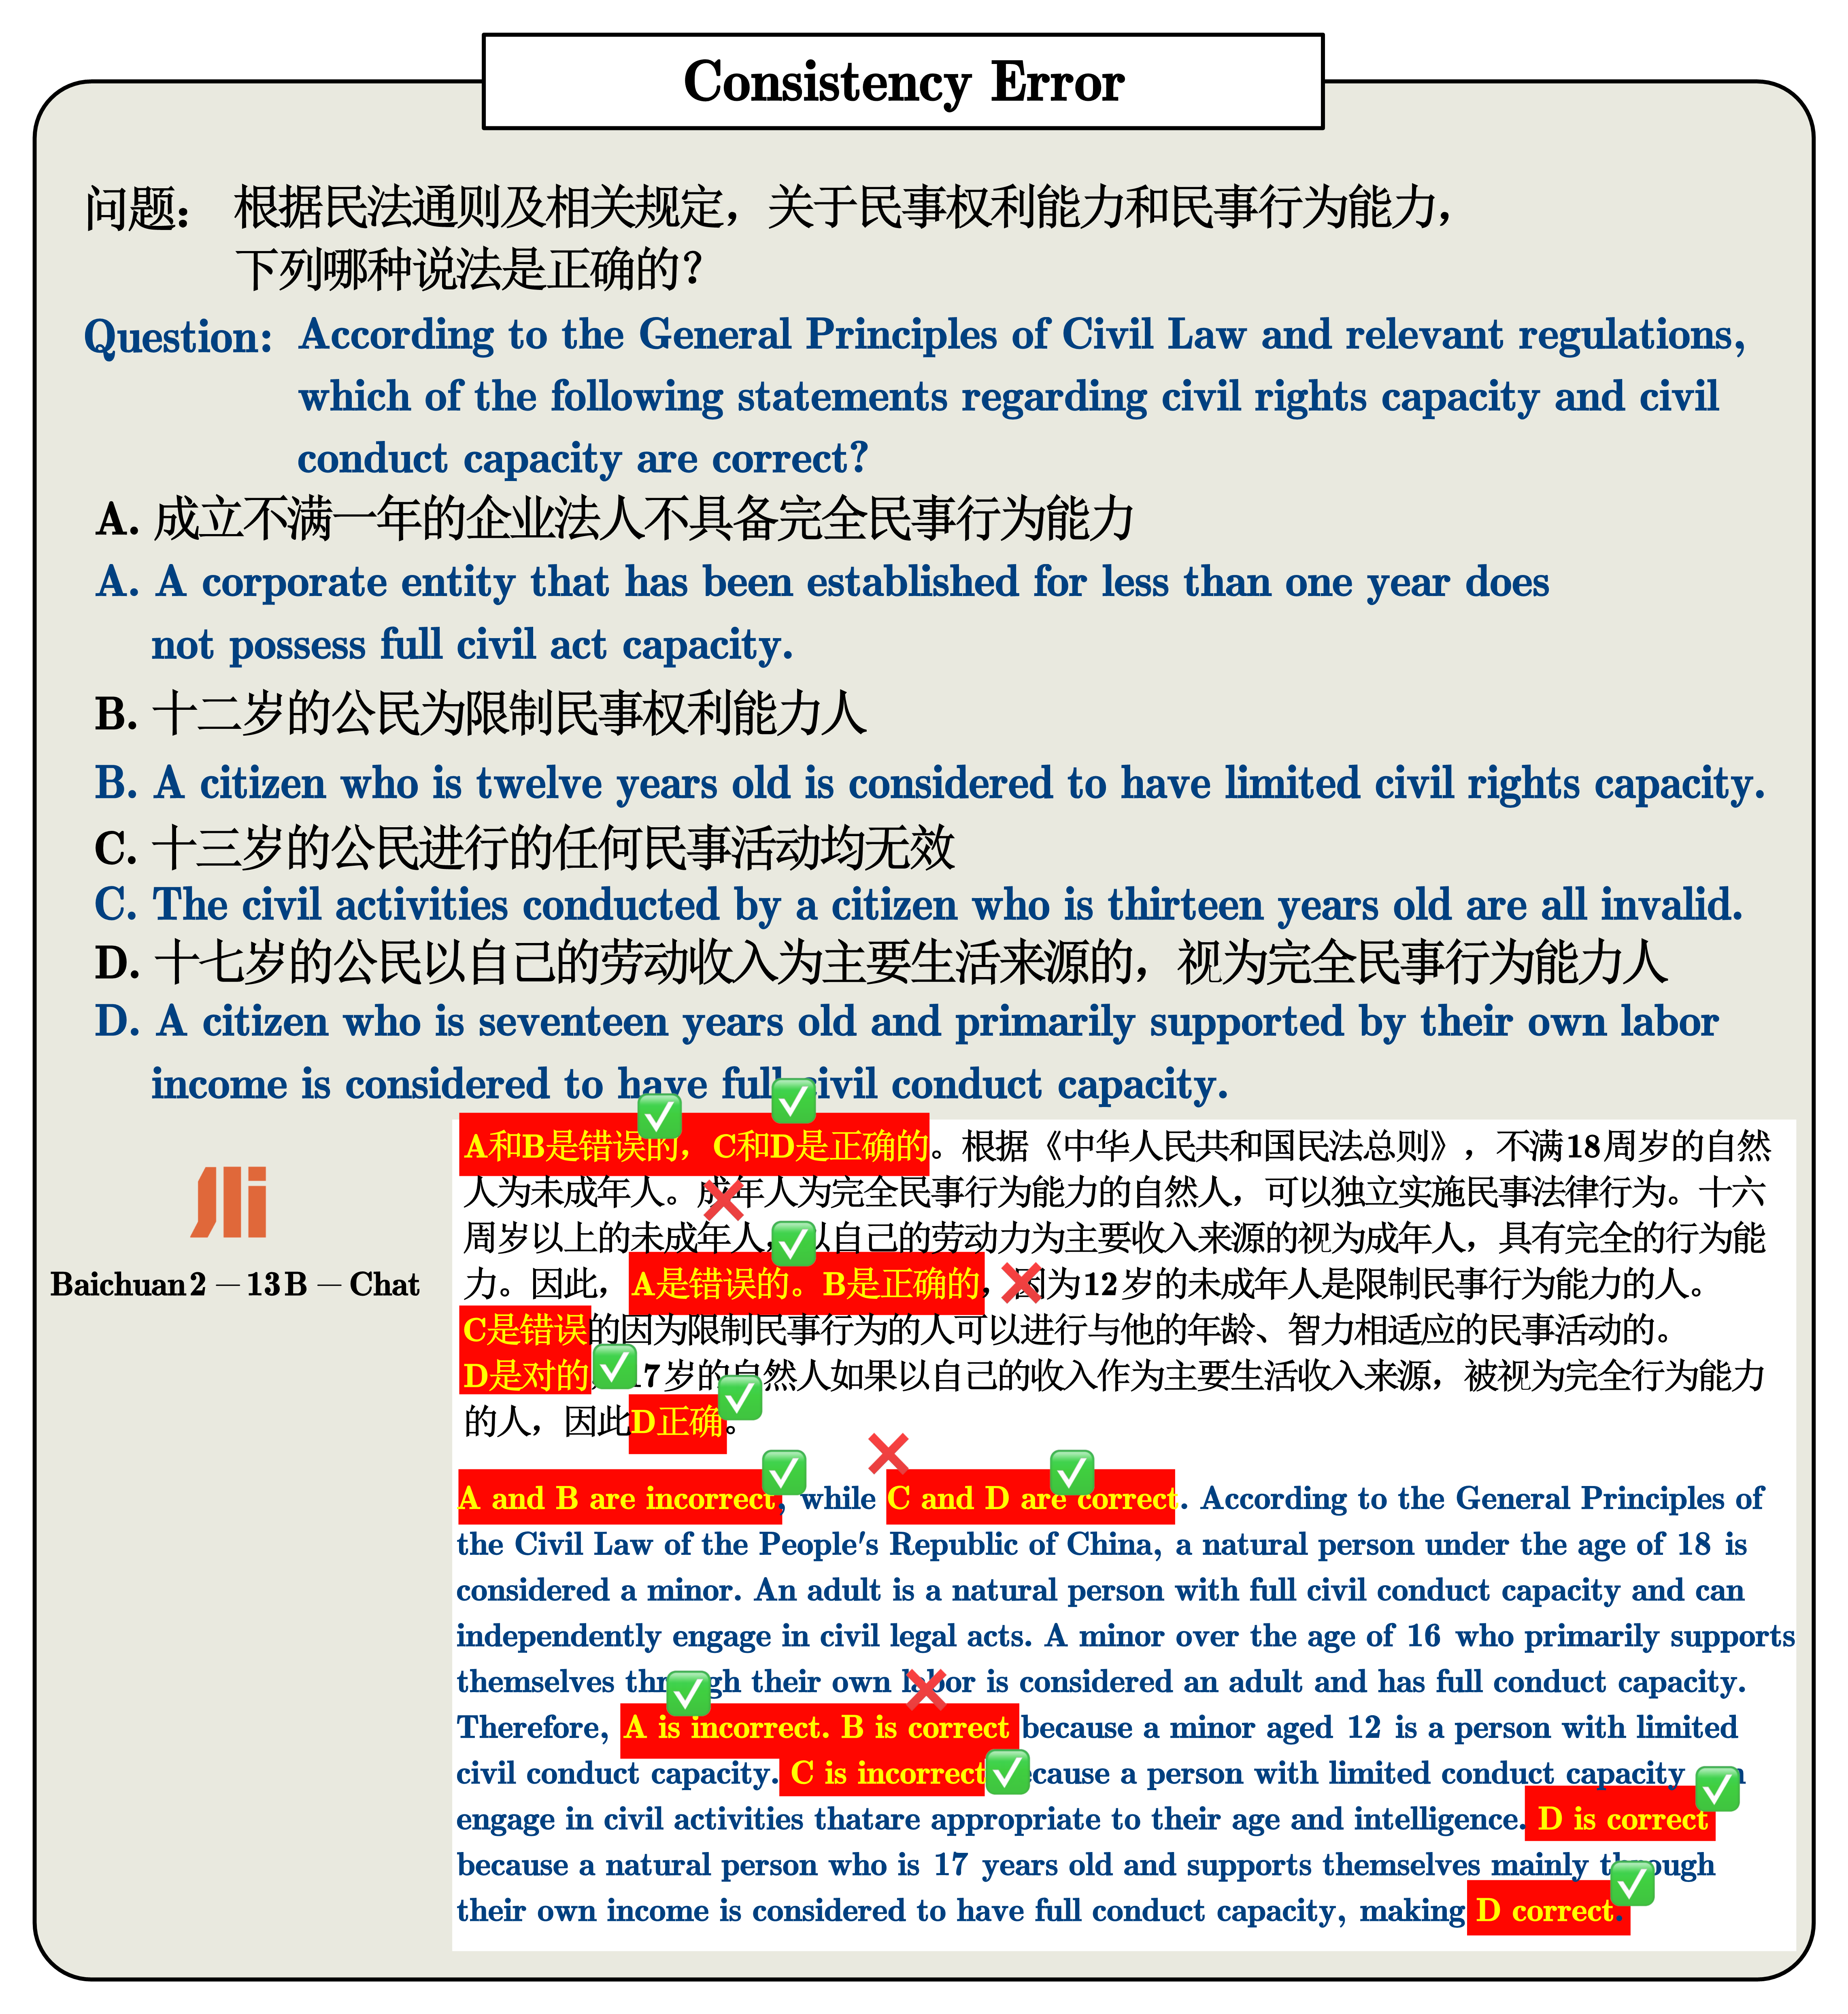 Consistency Error
问题： 根据民法通则及相关规定，关于民事权利能力和民事行为能力，
下列哪种说法是正确的？
Question: According to the General Principles of Civil Law and relevant regulations,
which of the following statements regarding civil rights capacity and civil
conduct capacity are correct?
A. 成立不满一年的企业法人不具备完全民事行为能力
A. A corporate entity that has been established for less than one year does
not possess full civil act capacity.
B. 十二岁的公民为限制民事权利能力人
B. A citizen who is twelve years old is considered to have limited civil rights capacity.
C. 十三岁的公民进行的任何民事活动均无效
C. The civil activities conducted by a citizen who is thirteen years old are all invalid.
D. 十七岁的公民以自己的劳动收入为主要生活来源的，视为完全民事行为能力人
D. A citizen who is seventeen years old and primarily supported by their own labor
income is considered to have full civil conduct capacity.
Baichuan2-13B-Chat
A和B是错误的，C和D是正确的。根据《中华人民共和国民法总则》，不满18周岁的自然
人为未成年人。成年人为完全民事行为能力的自然人，可以独立实施民事法律行为。十六
周岁以上的未成年人，以自己的劳动力为主要收入来源的视为成年人，具有完全的行为能
力。因此，A是错误的。B是正确的，因为12岁的未成年人是限制民事行为能力的人。
C是错误的因为限制民事行为的人可以进行与他的年龄、智力相适应的民事活动的。
D是对的 17岁的自然人如果以自己的收入作为主要生活收入来源，被视为完全行为能力
的人，因此D正确。
A and B are incorrect, while C and D are correct. According to the General Principles of
the Civil Law of the People's Republic of China, a natural person under the age of 18 is
considered a minor. An adult is a natural person with full civil conduct capacity and can
independently engage in civil legal acts. A minor over the age of 16 who primarily supports
themselves through their own labor is considered an adult and has full conduct capacity.
Therefore, A is incorrect. B is correct because a minor aged 12 is a person with limited
civil conduct capacity. C is incorrect because a person with limited conduct capacity can
engage in civil activities thatare appropriate to their age and intelligence. D is correct
because a natural person who is 17 years old and supports themselves mainly through
their own income is considered to have full conduct capacity, making D correct.